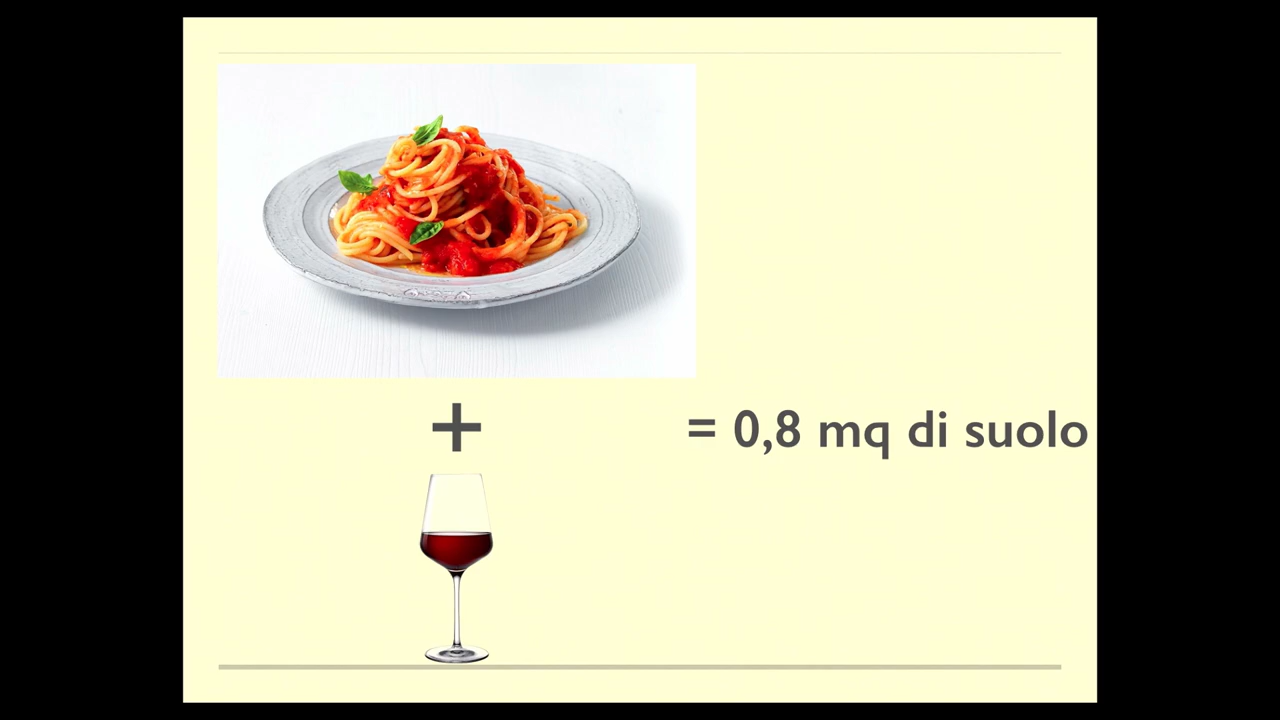 +
= 0,8 mq di suolo